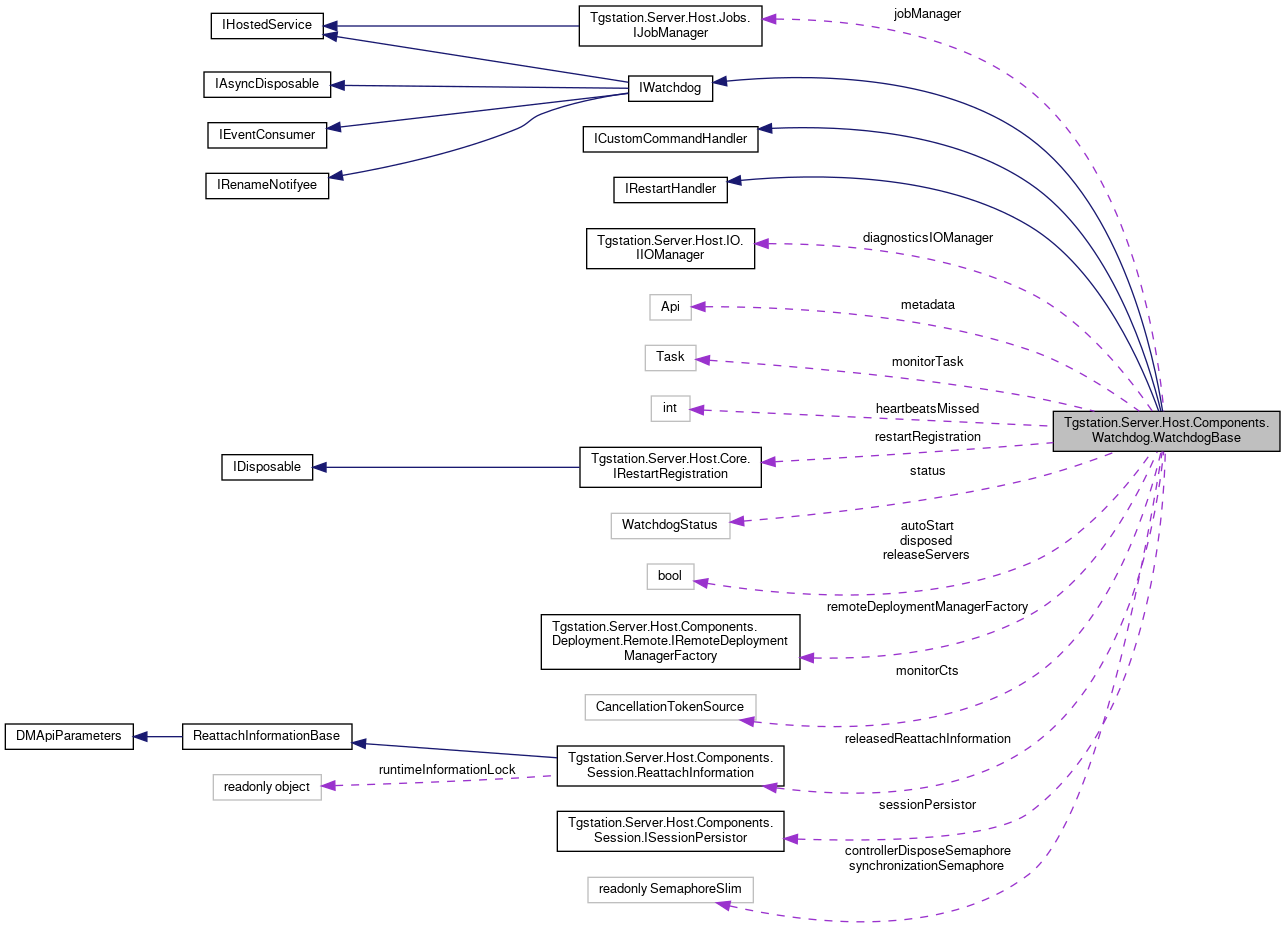 jobManager
Tgstation.Server.Host.Jobs.
IJobManager
IHostedService
IWatchdog
IAsyncDisposable
IEventConsumer
ICustomCommandHandler
IRenameNotifyee
IRestartHandler
diagnosticsIOManager
Tgstation.Server.Host.IO.
IIOManager
metadata
Api
monitorTask
Task
heartbeatsMissed
int
Tgstation.Server.Host.Components.
Watchdog.WatchdogBase
restartRegistration
Tgstation.Server.Host.Core.
IRestartRegistration
IDisposable
status
WatchdogStatus
autoStart
disposed
releaseServers
bool
remoteDeploymentManagerFactory
Tgstation.Server.Host.Components.
Deployment.Remote.IRemoteDeployment
ManagerFactory
monitorCts
CancellationTokenSource
DMApiParameters
ReattachInformationBase
releasedReattachInformation
Tgstation.Server.Host.Components.
Session.ReattachInformation
runtimeInformationLock
readonly object
sessionPersistor
Tgstation.Server.Host.Components.
Session.ISessionPersistor
controllerDisposeSemaphore
synchronizationSemaphore
readonly SemaphoreSlim